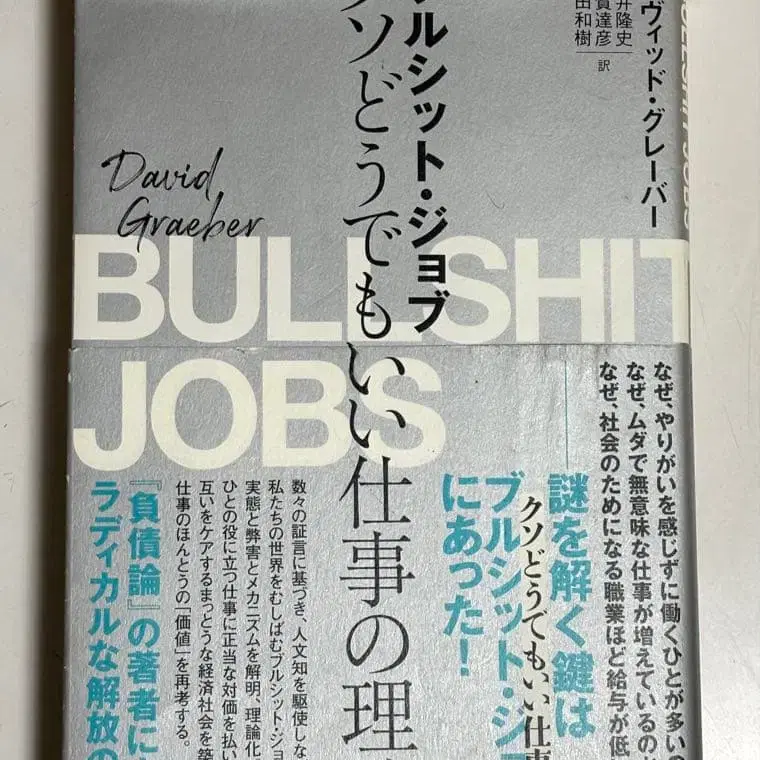 ヴィッド・グレーバー
井隆史
賀達彦
田和樹
訳
BULLSHIT JOBS
ブルシット・ジョブ
クソどうでもいい仕事の理
David
Graeber
BULLSHIT
JOBS
なぜ、やりがいを感じずに働くひとが多いの
なぜ、ムダで無意味な仕事が増えているのか
なぜ、社会のためになる職業ほど給与が低
謎を解く鍵は
クソどうでもいい仕事
ブルシット・ジ
にあった!
数々の証言に基づき、人文知を駆使しな
私たちの世界をむしばむブルシット・ジョ
実態と弊害とメカニズムを解明、理論化
ひとの役に立つ仕事に正当な対価を払い
互いをケアするまっとうな経済社会を築
仕事のほんとうの「価値」を再考する。
『負債論』の著者に
ラディカルな解放の